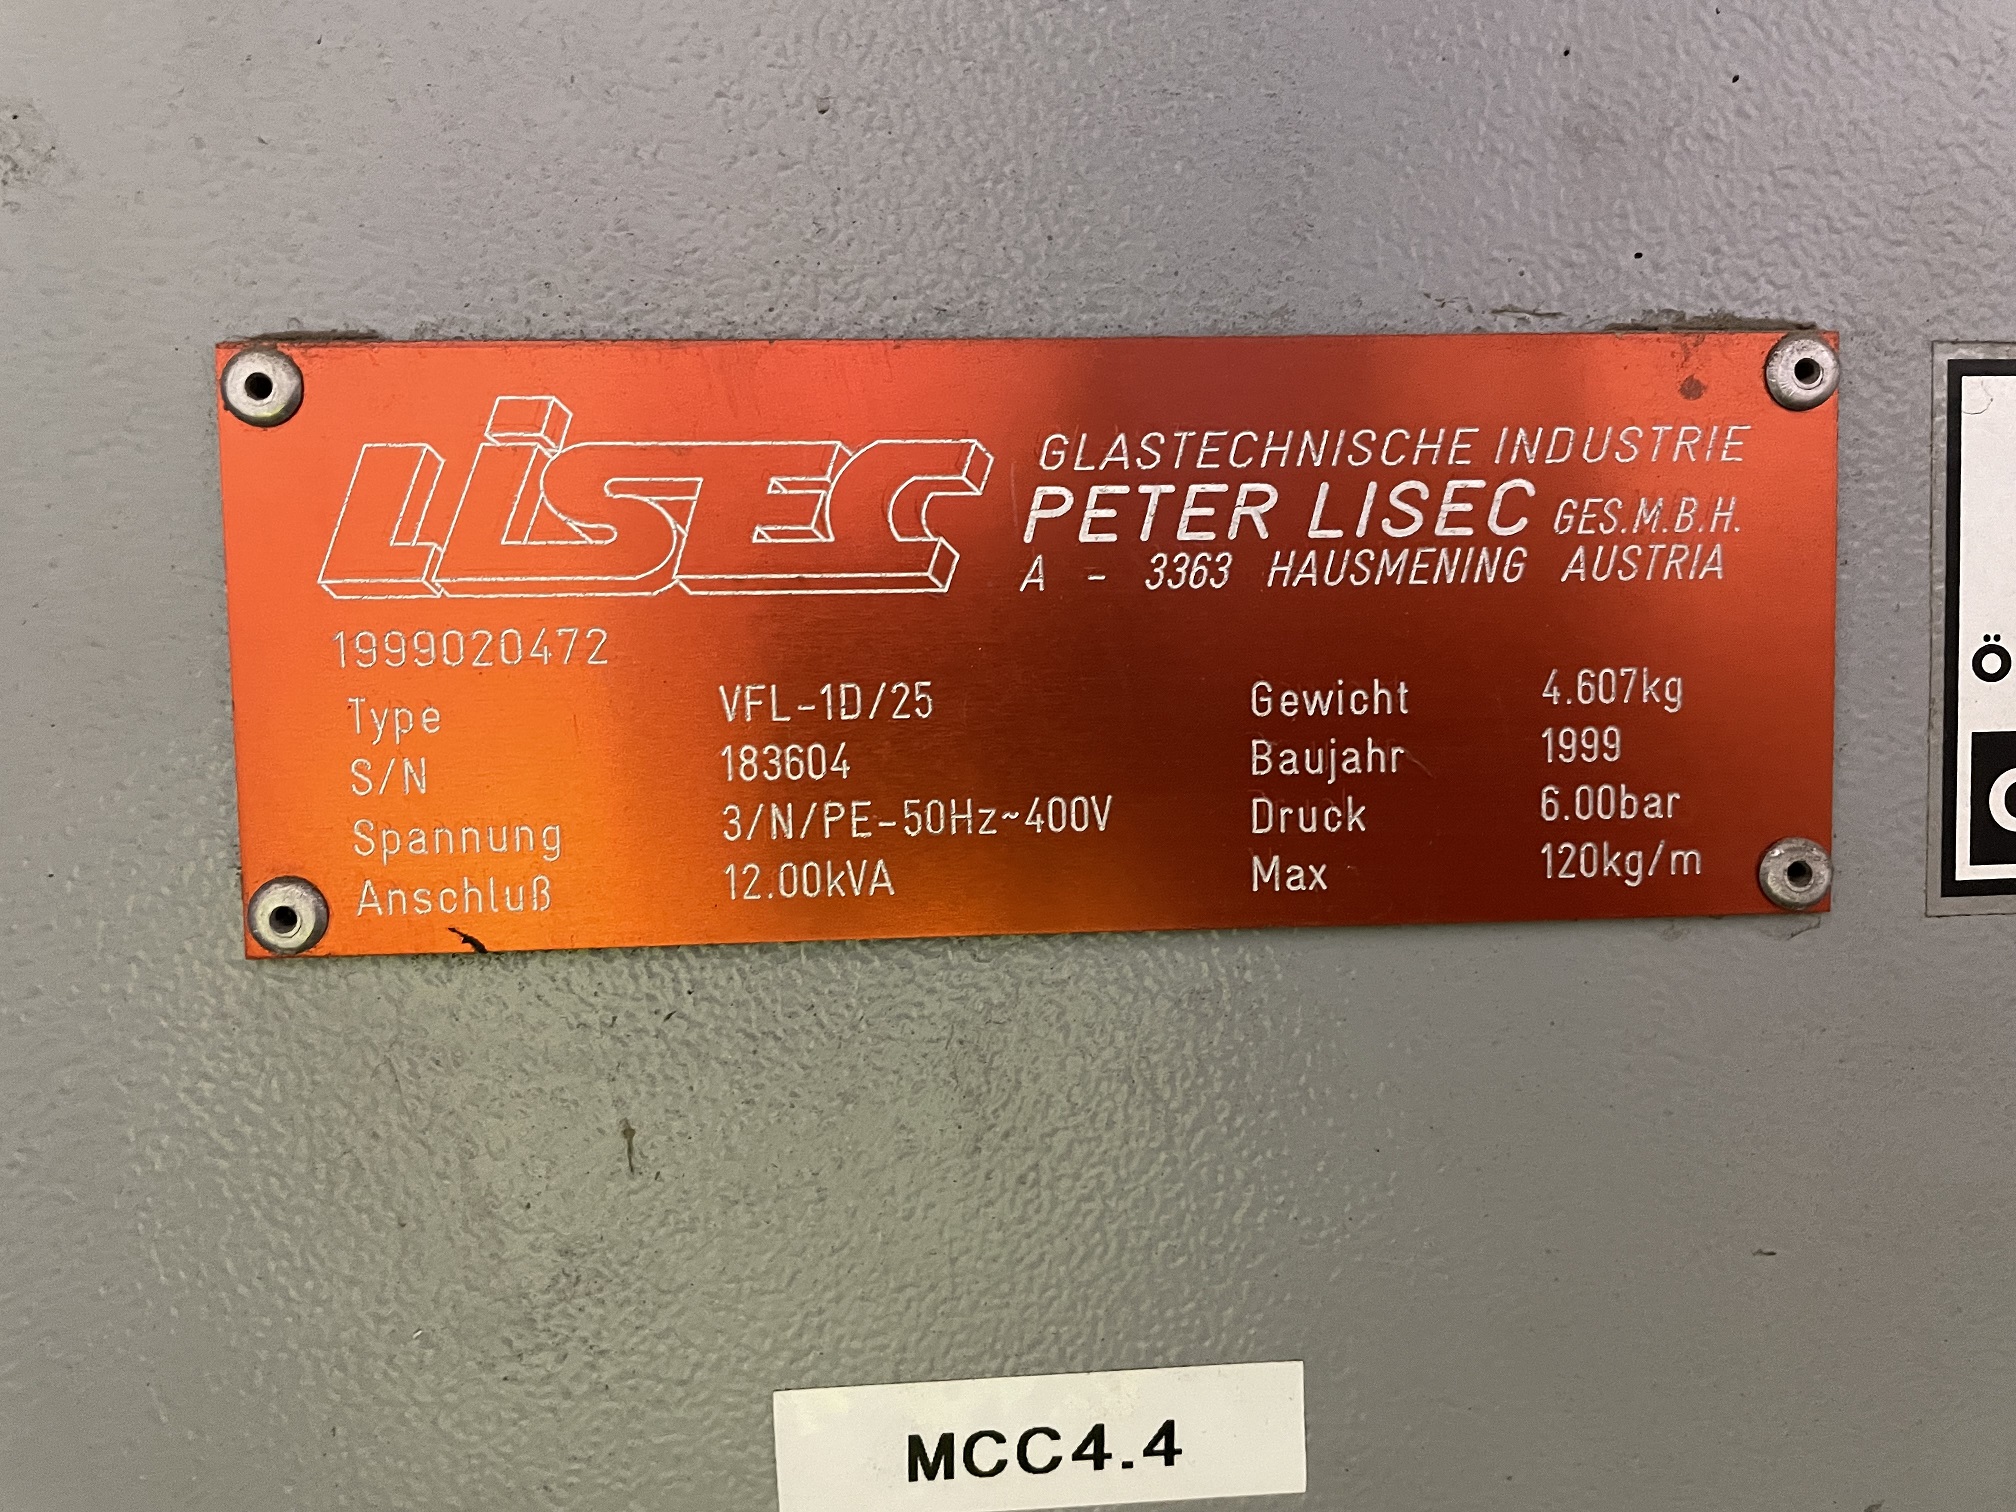 LiSEC
GLASTECHNISCHE INDUSTRIE
PETER LISEC GES.M.B.H.
A - 3363 HAUSMENING AUSTRIA
1999020472
Type VFL-1D/25 Gewicht 4.607kg
S/N 183604 Baujahr 1999
Spannung 3/N/PE-50Hz~400V Druck 6.00bar
Anschluß 12.00kVA Max 120kg/m
Ö
MCC4.4